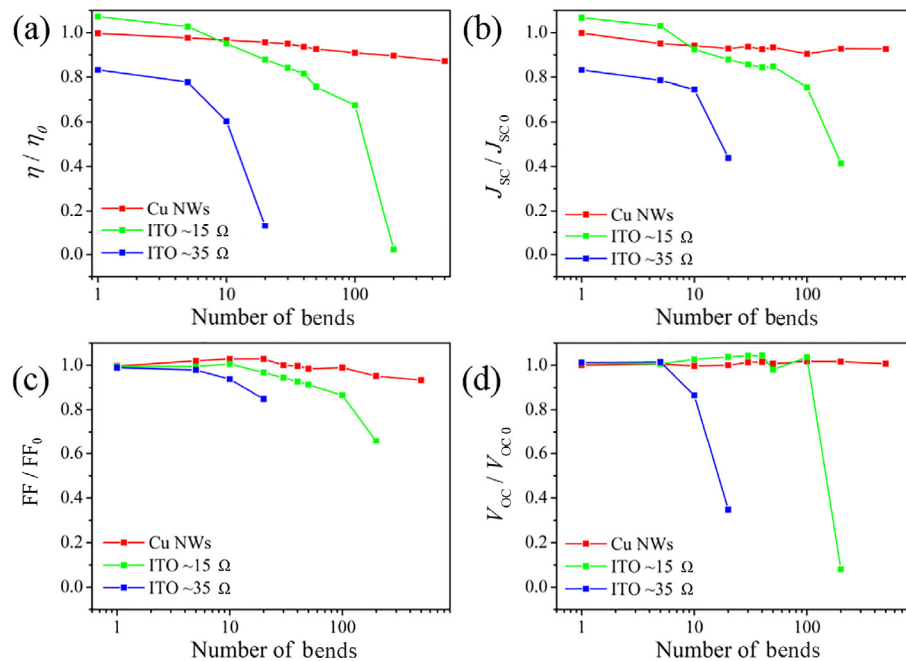 (a)
η / η0
1.0
0.8
0.6
0.4
0.2
0.0
Cu NWs
ITO ~15 Ω
ITO ~35 Ω
1 10 100
Number of bends
(b)
JSC / JSC 0
1.0
0.8
0.6
0.4
0.2
0.0
Cu NWs
ITO ~15 Ω
ITO ~35 Ω
1 10 100
Number of bends
(c)
FF / FF0
1.0
0.8
0.6
0.4
0.2
0.0
Cu NWs
ITO ~15 Ω
ITO ~35 Ω
1 10 100
Number of bends
(d)
VOC / VOC 0
1.0
0.8
0.6
0.4
0.2
0.0
Cu NWs
ITO ~15 Ω
ITO ~35 Ω
1 10 100
Number of bends